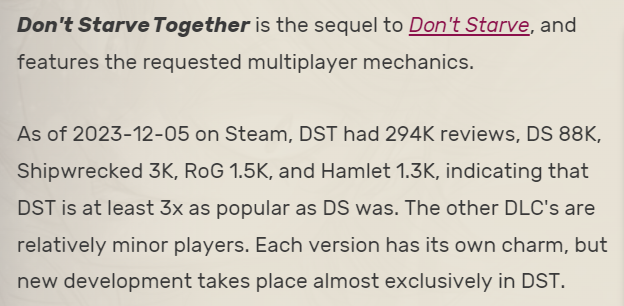 Don't Starve Together is the sequel to Don't Starve, and
features the requested multiplayer mechanics.
As of 2023-12-05 on Steam, DST had 294K reviews, DS 88K,
Shipwrecked 3K, RoG 1.5K, and Hamlet 1.3K, indicating that
DST is at least 3x as popular as DS was. The other DLC's are
relatively minor players. Each version has its own charm, but
new development takes place almost exclusively in DST.